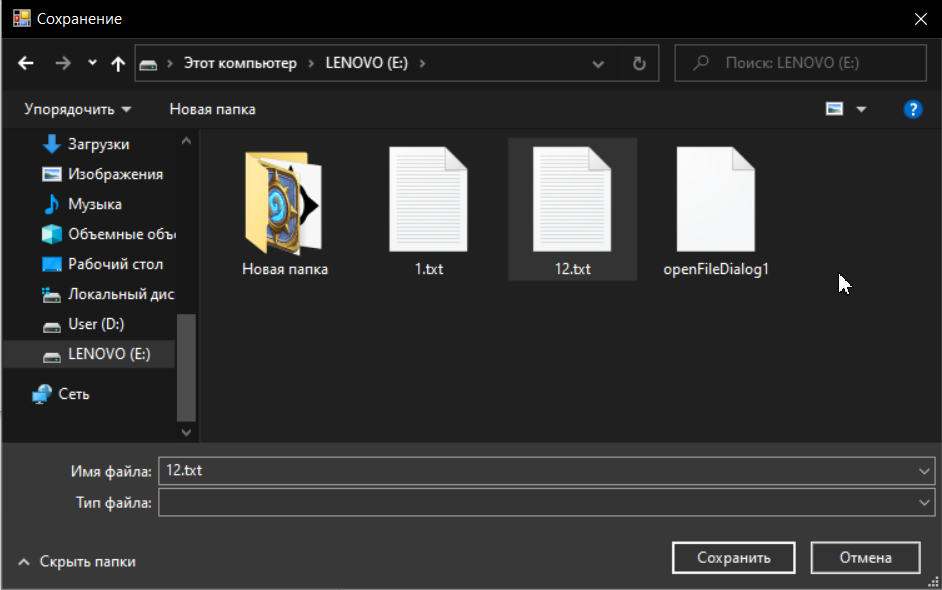 Сохранение
Этот компьютер LENOVO (E:)
Поиск: LENOVO (E:)
Упорядочить Новая папка
?
Загрузки
Изображения
Музыка
Объемные объ
Рабочий стол
Локальный дис
User (D:)
LENOVO (E:)
Сеть
Новая папка
1.txt
12.txt
openFileDialog1
Имя файла: 12.txt
Тип файла:
Скрыть папки
Сохранить Отмена